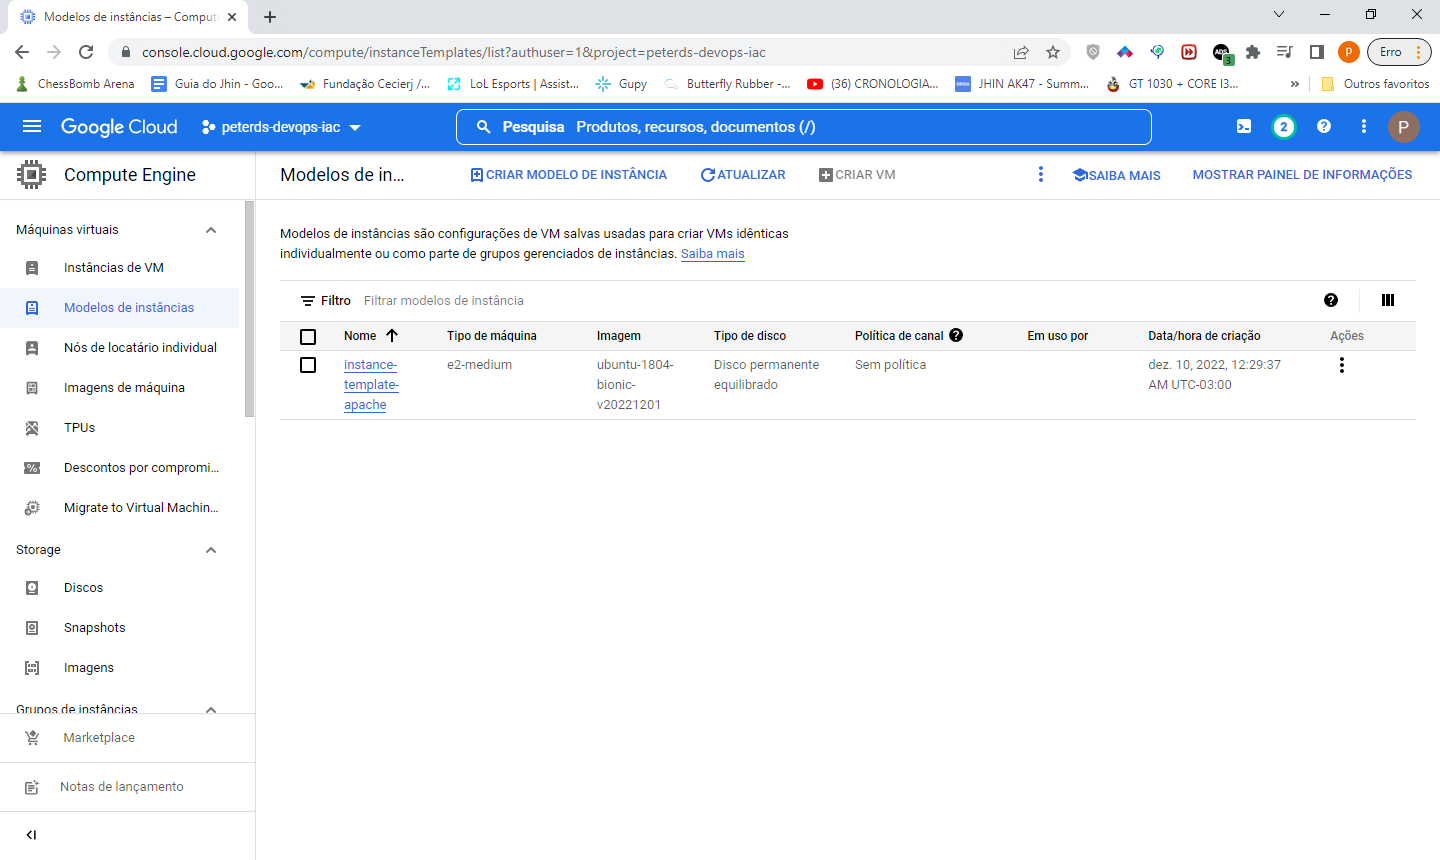 Modelos de instâncias – Compute
console.cloud.google.com/compute/instanceTemplates/list?authuser=1&project=peterds-devops-iac
ABP
3
P
Erro
ChessBomb Arena
Guia do Jhin - Goo...
Fundação Cecierj /...
LoL Esports | Assist...
Gupy
Butterfly Rubber -...
(36) CRONOLOGIA...
JHIN AK47 - Summ...
GT 1030 + CORE I3...
»
Outros favoritos
Google Cloud
peterds-devops-iac
Pesquisa Produtos, recursos, documentos (/)
2
P
Compute Engine
Modelos de in...
CRIAR MODELO DE INSTÂNCIA
ATUALIZAR
CRIAR VM
SAIBA MAIS
MOSTRAR PAINEL DE INFORMAÇÕES
Máquinas virtuais
Instâncias de VM
Modelos de instâncias
Nós de locatário individual
Imagens de máquina
TPUs
Descontos por compromi...
Migrate to Virtual Machin...
Storage
Discos
Snapshots
Imagens
Grupos de instâncias
Marketplace
Notas de lançamento
Modelos de instâncias são configurações de VM salvas usadas para criar VMs idênticas
individualmente ou como parte de grupos gerenciados de instâncias. Saiba mais
Filtro Filtrar modelos de instância
Nome Tipo de máquina Imagem Tipo de disco Política de canal Em uso por Data/hora de criação Ações
instance- e2-medium ubuntu-1804- Disco permanente Sem política dez. 10, 2022, 12:29:37
template- bionic- equilibrado AM UTC-03:00
apache v20221201